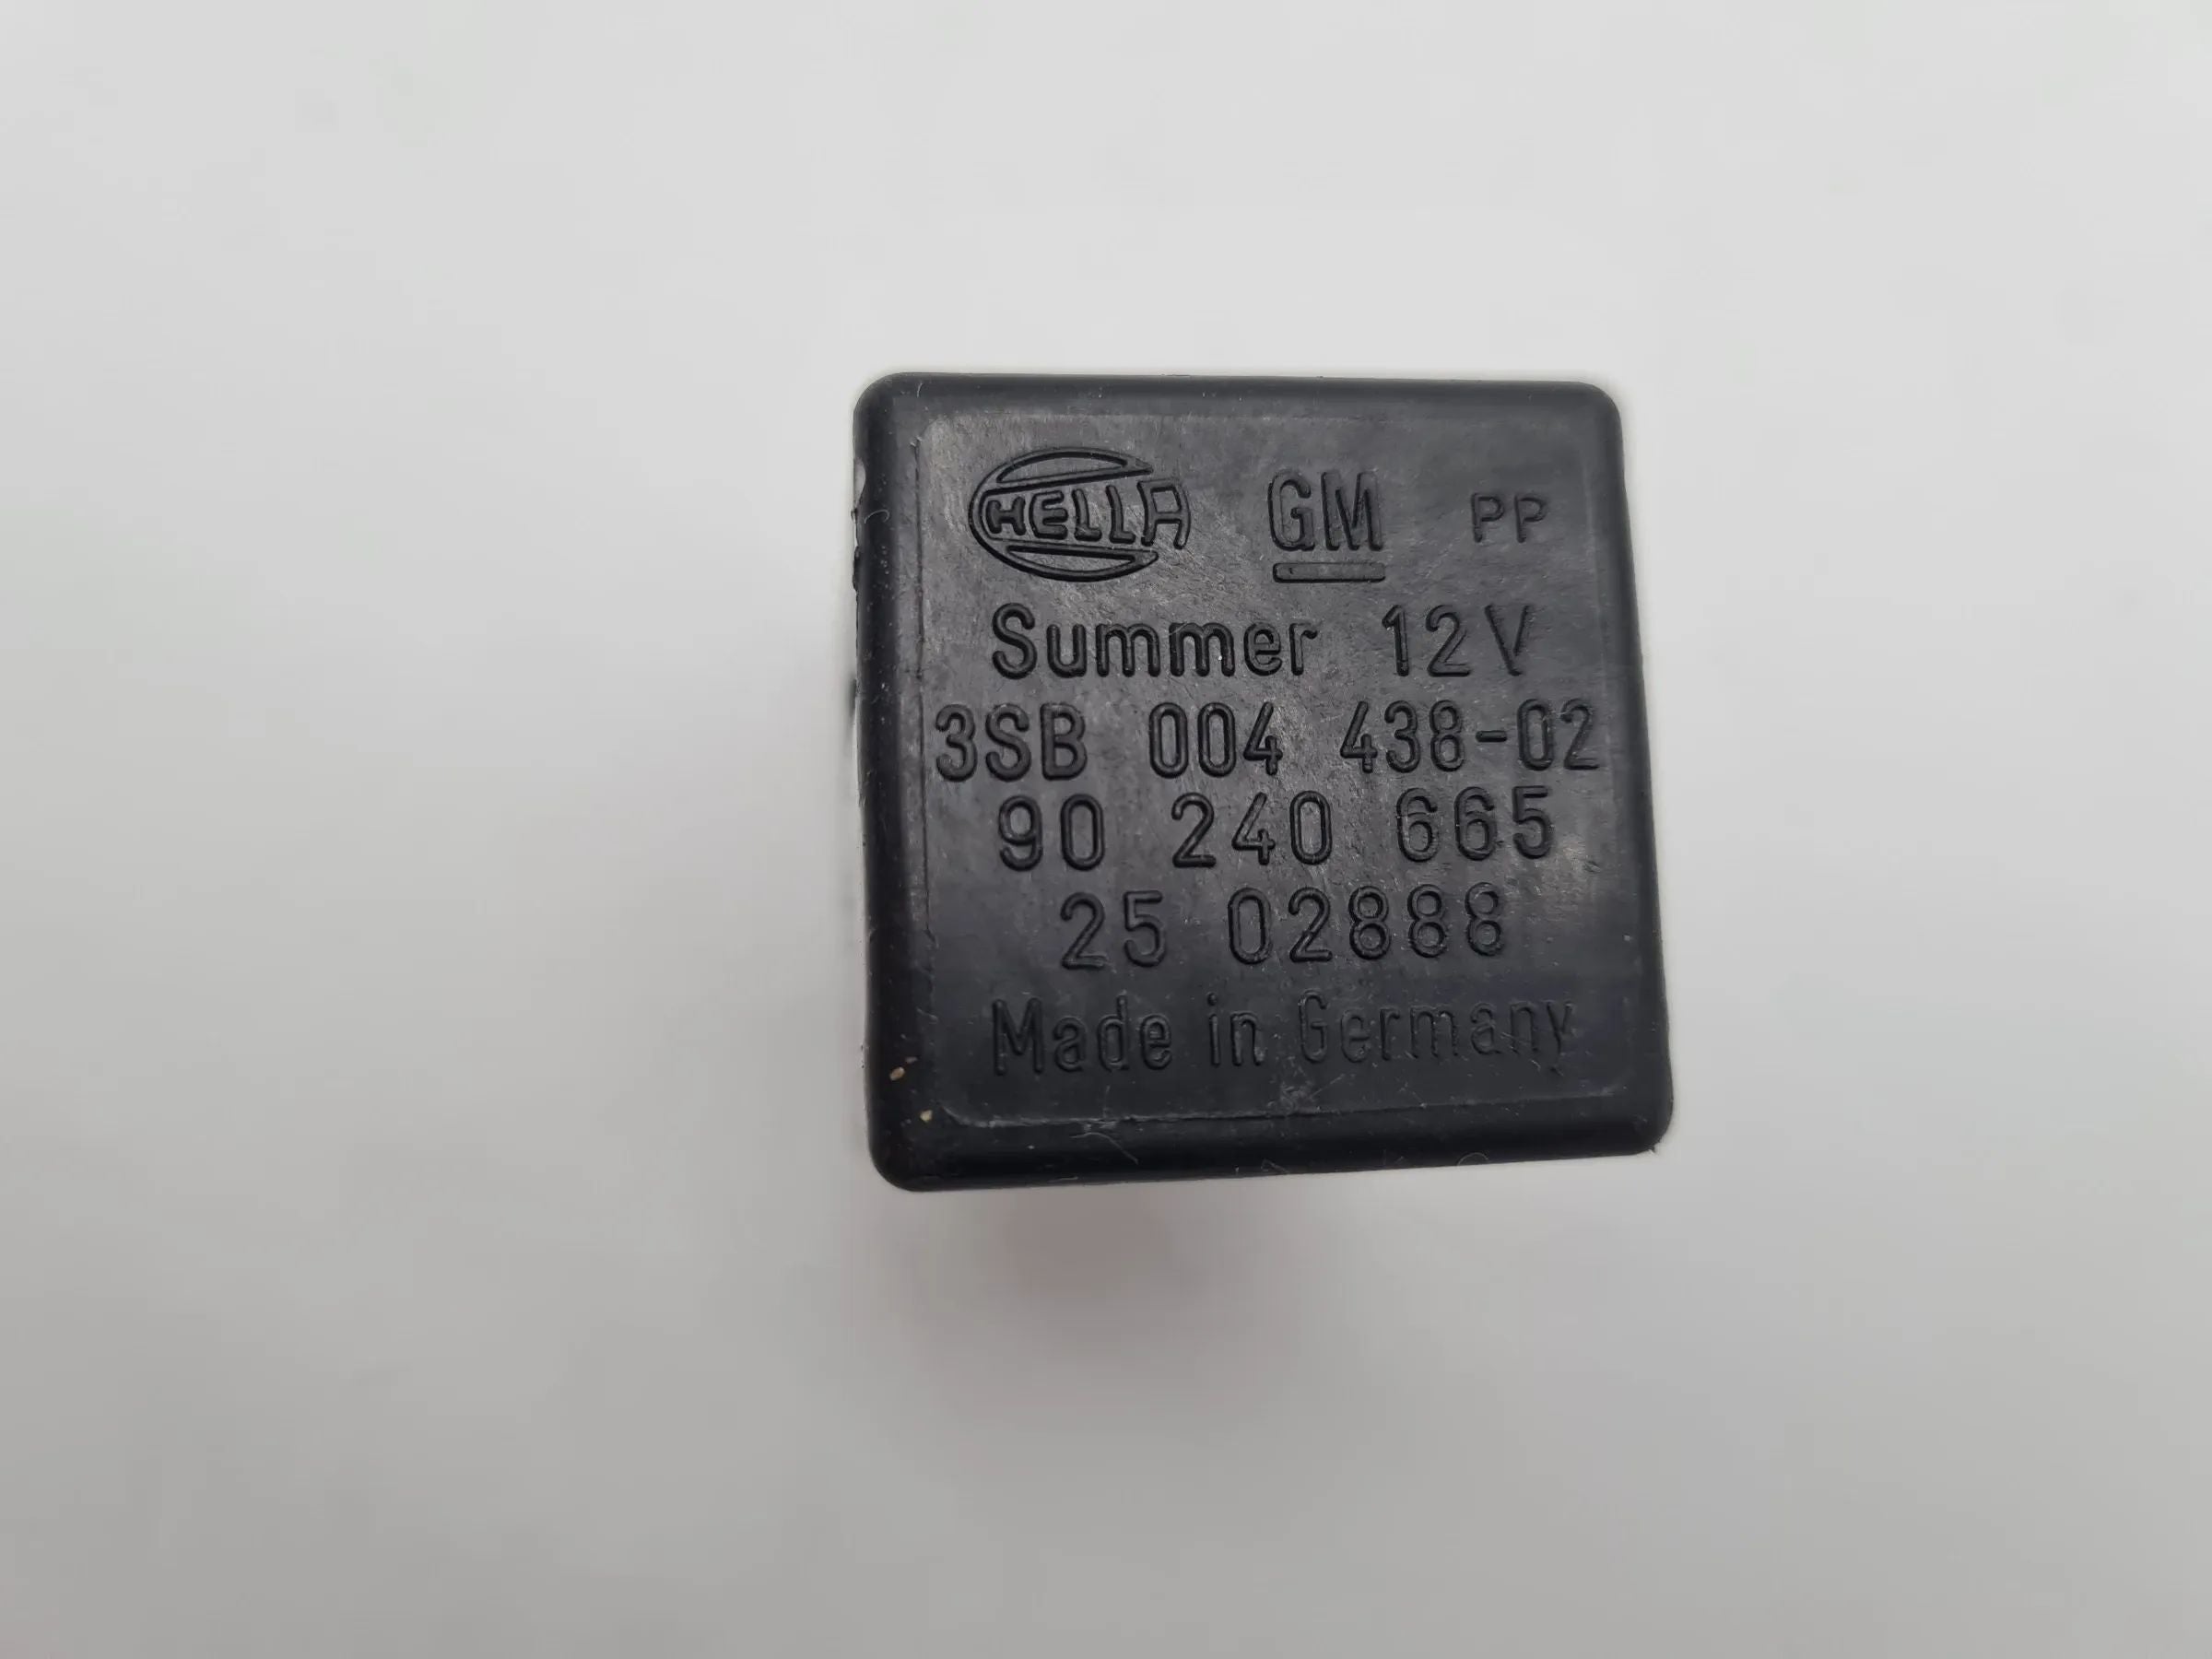 HELLA GM PP
Summer 12V
3SB 004 438-02
90 240 665
25 02888
Made in Germany